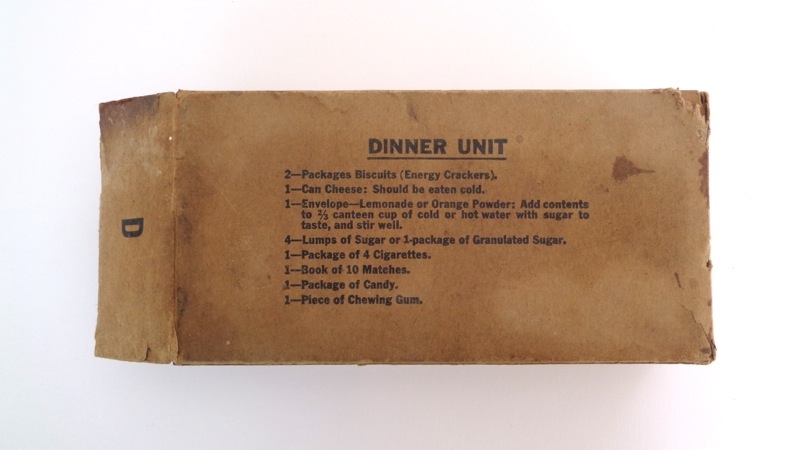 DINNER UNIT
2—Packages Biscuits (Energy Crackers).
1—Can Cheese: Should be eaten cold.
1—Envelope—Lemonade or Orange Powder: Add contents
to ⅔ canteen cup of cold or hot water with sugar to
taste, and stir well.
4—Lumps of Sugar or 1-package of Granulated Sugar.
1—Package of 4 Cigarettes.
1—Book of 10 Matches.
1—Package of Candy.
1—Piece of Chewing Gum.
D